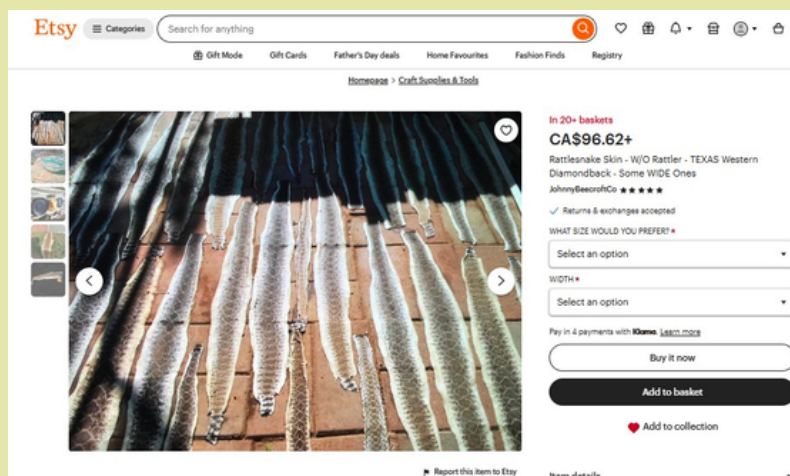 Etsy
Categories
Search for anything
Gift Mode
Gift Cards
Father's Day deals
Home Favourites
Fashion Finds
Registry
Homepage > Craft Supplies & Tools
In 20+ baskets
CA$96.62+
Rattlesnake Skin - W/O Rattler - TEXAS Western
Diamondback - Some WIDE Ones
JohnnyBeecroftCo ★★★★★
Returns & exchanges accepted
WHAT SIZE WOULD YOU PREFER? *
Select an option
WIDTH *
Select an option
Pay in 4 payments with Klarna. Learn more
Buy it now
Add to basket
Add to collection
Report this item to Etsy
Item details